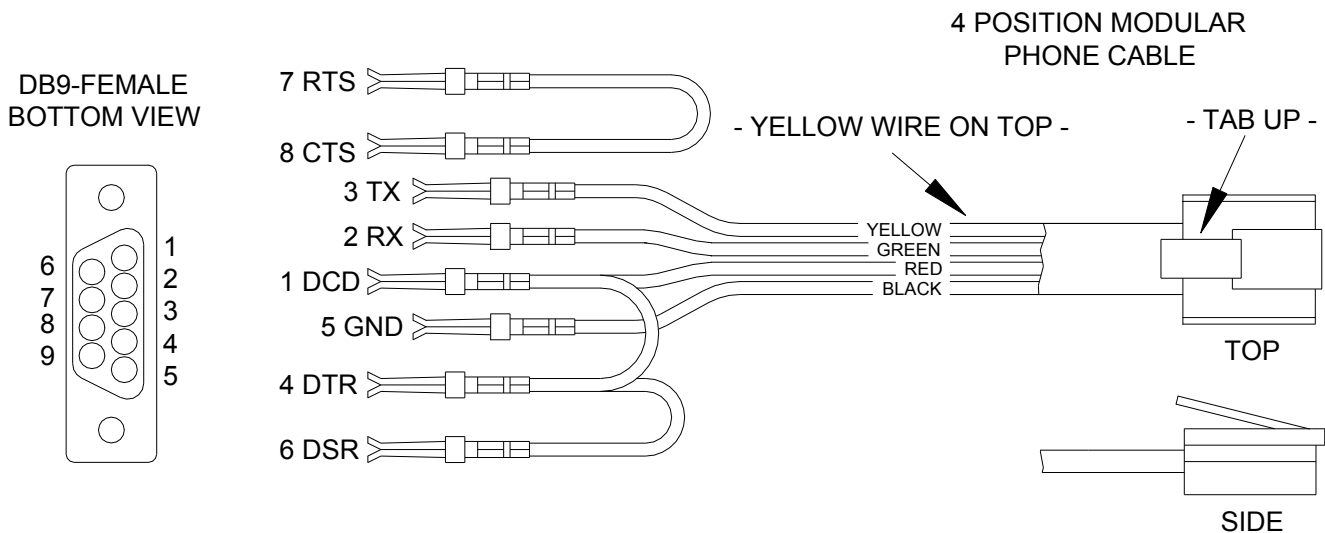 4 POSITION MODULAR
PHONE CABLE
DB9-FEMALE
BOTTOM VIEW
7 RTS
8 CTS
3 TX
2 RX
1 DCD
5 GND
4 DTR
6 DSR
- YELLOW WIRE ON TOP -
- TAB UP -
YELLOW
GREEN
RED
BLACK
1
2
3
4
5
6
7
8
9
TOP
SIDE